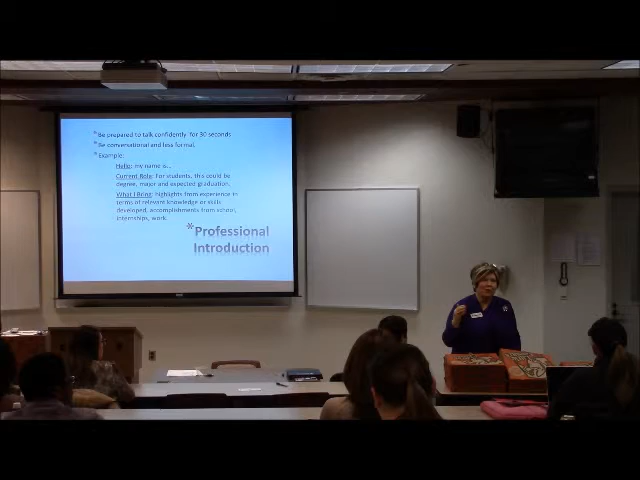 * Be prepared to talk confidently for 30 seconds
* Be conversational and less formal,
* Example:
Hello: my name is...
Current Role: For students, this could be
degree, major and expected graduation.
What I Bring: highlights from experience in
terms of relevant knowledge or skills
developed, accomplishments from school,
internships, work.
*Professional
Introduction